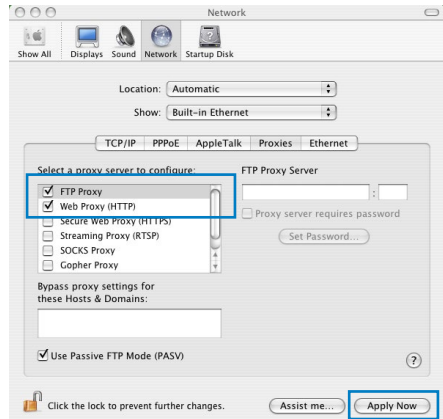 Network
Show All Displays Sound Network Startup Disk
Location: Automatic
Show: Built-in Ethernet
TCP/IP PPPoE AppleTalk Proxies Ethernet
Select a proxy server to configure: FTP Proxy Server
FTP Proxy
:
Web Proxy (HTTP)
Proxy server requires password
Secure Web Proxy (HTTPS)
Streaming Proxy (RTSP)
Set Password...
SOCKS Proxy
Gopher Proxy
Bypass proxy settings for
these Hosts & Domains:
Use Passive FTP Mode (PASV)
?
Click the lock to prevent further changes.
Assist me...
Apply Now